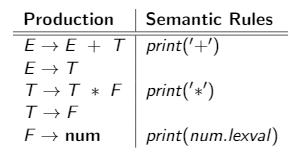 Production Semantic Rules
E → E + T print('+')
E → T
T → T ∗ F print('∗')
T → F
F → num print(num.lexval)